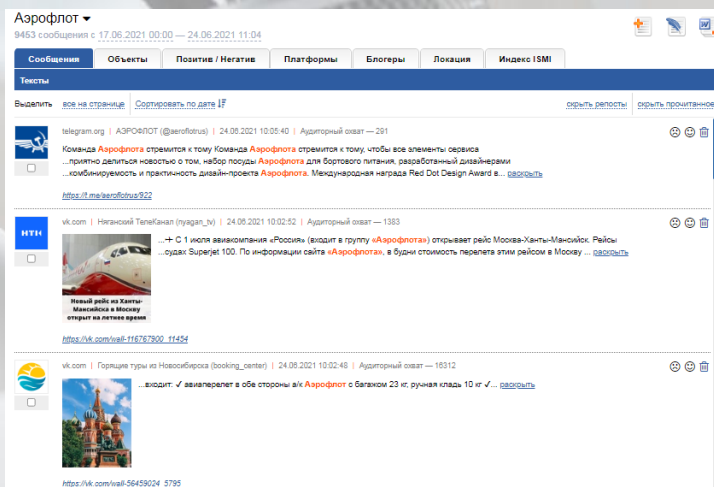 Аэрофлот
9453 сообщения с 17.06.2021 00:00 — 24.06.2021 11:04
Сообщения Объекты Позитив / Негатив Платформы Блогеры Локация Индекс ISMI
Тексты
Выделить все на странице Сортировать по дате скрыть репосты скрыть прочитанное
telegram.org | АЭРОФЛОТ (@aeroflotrus) | 24.06.2021 10:05:40 | Аудиторный охват — 291
Команда Аэрофлота стремится к тому Команда Аэрофлота стремится к тому, чтобы все элементы сервиса
...приятно делиться новостью о том, набор посуды Аэрофлота для бортового питания, разработанный дизайнерами
...комбинируемость и практичность дизайн-проекта Аэрофлота. Международная награда Red Dot Design Award в... раскрыть
https://t.me/aeroflotrus/922
vk.com | Няганский ТелеКанал (nyagan_tv) | 24.06.2021 10:02:52 | Аудиторный охват — 1383
НТК
...+ С 1 июля авиакомпания «Россия» (входит в группу «Аэрофлота») открывает рейс Москва-Ханты-Мансийск. Рейсы
...судах Superjet 100. По информации сайта «Аэрофлота», в будни стоимость перелета этим рейсом в Москву ... раскрыть
Новый рейс из Ханты-
Мансийска в Москву
открыт на летнее время
https://vk.com/wall-116767900_11454
vk.com | Горящие туры из Новосибирска (booking_center) | 24.06.2021 10:02:48 | Аудиторный охват — 16312
...входит: ✓ авиаперелет в обе стороны а/к Аэрофлот с багажом 23 кг, ручная кладь 10 кг ✓... раскрыть
https://vk.com/wall-56459024_5795